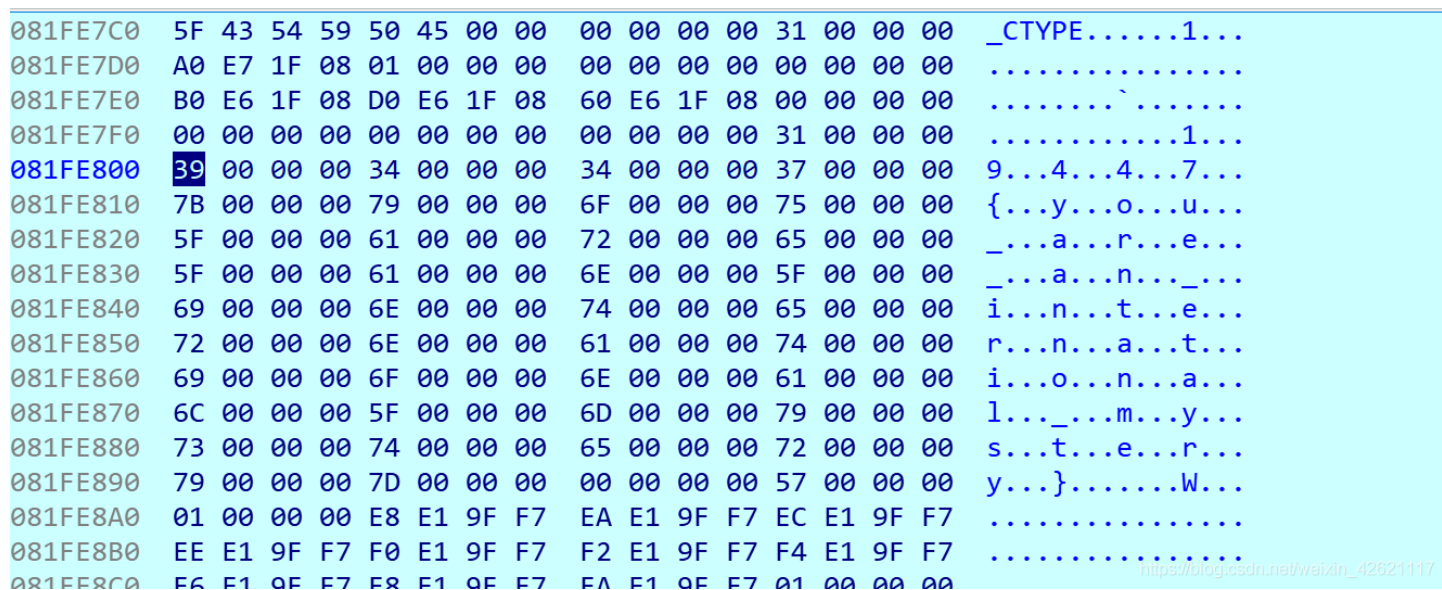 081FE7C0 5F 43 54 59 50 45 00 00 00 00 00 00 31 00 00 00 _CTYPE......1...
081FE7D0 A0 E7 1F 08 01 00 00 00 00 00 00 00 00 00 00 00 ................
081FE7E0 B0 E6 1F 08 D0 E6 1F 08 60 E6 1F 08 00 00 00 00 ........`.......
081FE7F0 00 00 00 00 00 00 00 00 00 00 00 00 31 00 00 00 ............1...
081FE800 39 00 00 00 34 00 00 00 34 00 00 00 37 00 00 00 9...4...4...7...
081FE810 7B 00 00 00 79 00 00 00 6F 00 00 00 75 00 00 00 {...y...o...u...
081FE820 5F 00 00 00 61 00 00 00 72 00 00 00 65 00 00 00 _...a...r...e...
081FE830 5F 00 00 00 61 00 00 00 6E 00 00 00 5F 00 00 00 _...a...n..._...
081FE840 69 00 00 00 6E 00 00 00 74 00 00 00 65 00 00 00 i...n...t...e...
081FE850 72 00 00 00 6E 00 00 00 61 00 00 00 74 00 00 00 r...n...a...t...
081FE860 69 00 00 00 6F 00 00 00 6E 00 00 00 61 00 00 00 i...o...n...a...
081FE870 6C 00 00 00 5F 00 00 00 6D 00 00 00 79 00 00 00 l..._...m...y...
081FE880 73 00 00 00 74 00 00 00 65 00 00 00 72 00 00 00 s...t...e...r...
081FE890 79 00 00 00 7D 00 00 00 00 00 00 00 57 00 00 00 y...}.......W...
081FE8A0 01 00 00 00 E8 E1 9F F7 EA E1 9F F7 EC E1 9F F7 ................
081FE8B0 EE E1 9F F7 F0 E1 9F F7 F2 E1 9F F7 F4 E1 9F F7 ................
https://blog.csdn.net/weixin_42621117